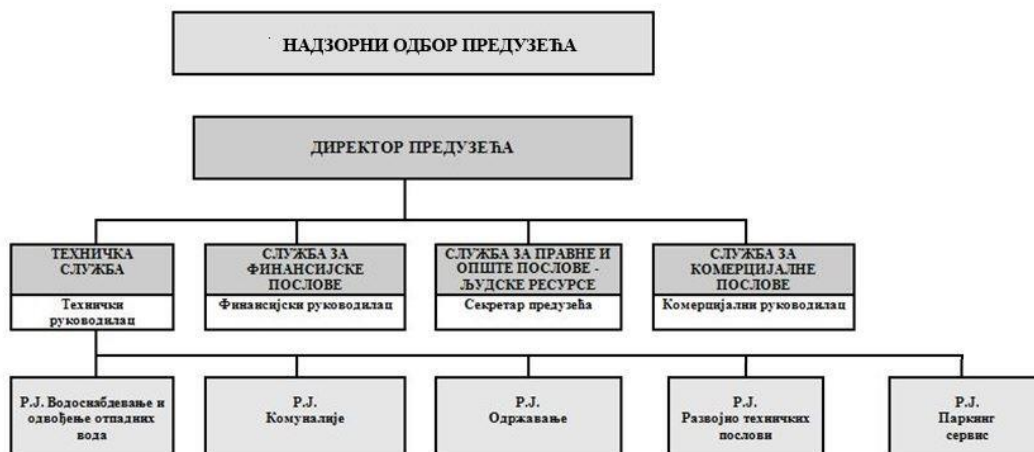 НАДЗОРНИ ОДБОР ПРЕДУЗЕЋА
ДИРЕКТОР ПРЕДУЗЕЋА
ТЕХНИЧКА
СЛУЖБА
Технички
руководилац
СЛУЖБА ЗА
ФИНАНСИЈСКЕ
ПОСЛОВЕ
Финансијски руководилац
СЛУЖБА ЗА ПРАВНЕ И
ОПШТЕ ПОСЛОВЕ -
ЉУДСКЕ РЕСУРСЕ
Секретар предузећа
СЛУЖБА ЗА
КОМЕРЦИЈАЛНЕ
ПОСЛОВЕ
Комерцијални руководилац
Р.Ј. Водоснабдевање и
одвођење отпадних
вода
Р.Ј.
Комуналије
Р.Ј.
Одржавање
Р.Ј.
Развојно техничких
послови
Р.Ј.
Паркинг
сервис